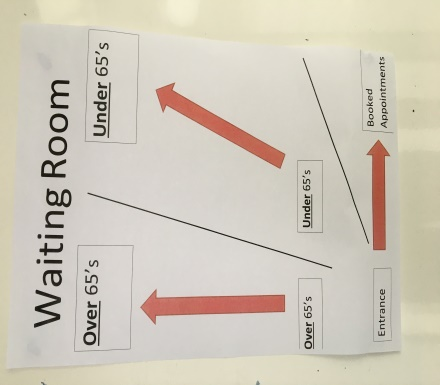 Waiting Room
Over 65's
Under 65's
Over 65's
Under 65's
Entrance
Booked
Appointments